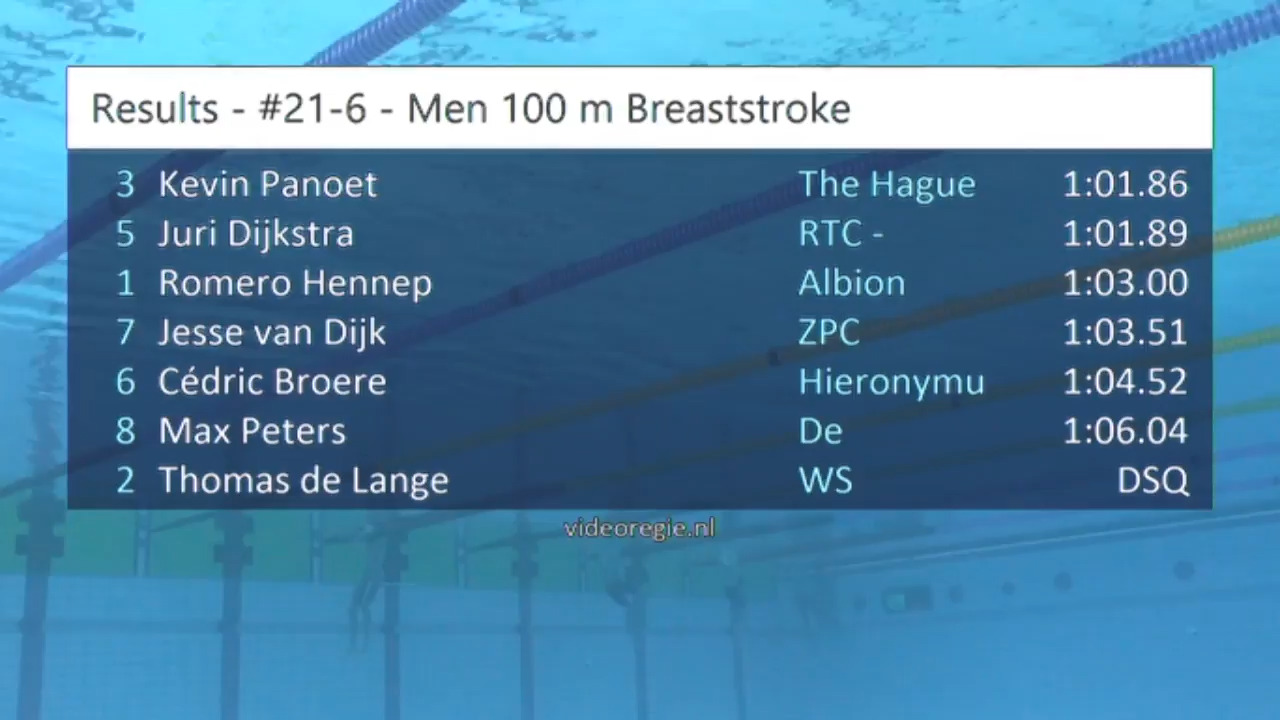 Results - #21-6 - Men 100 m Breaststroke
3 Kevin Panoet The Hague 1:01.86
5 Juri Dijkstra RTC - 1:01.89
1 Romero Hennep Albion 1:03.00
7 Jesse van Dijk ZPC 1:03.51
6 Cédric Broere Hieronymu 1:04.52
8 Max Peters De 1:06.04
2 Thomas de Lange WS DSQ
videoregie.nl